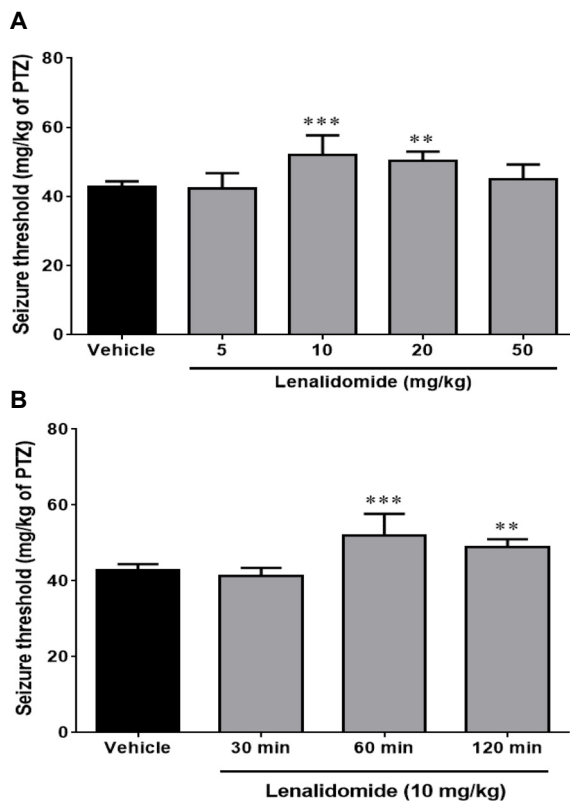 A
Seizure threshold (mg/kg of PTZ)
80
60
40
20
0
***
**
Vehicle 5 10 20 50
Lenalidomide (mg/kg)
B
Seizure threshold (mg/kg of PTZ)
80
60
40
20
0
***
**
Vehicle 30 min 60 min 120 min
Lenalidomide (10 mg/kg)